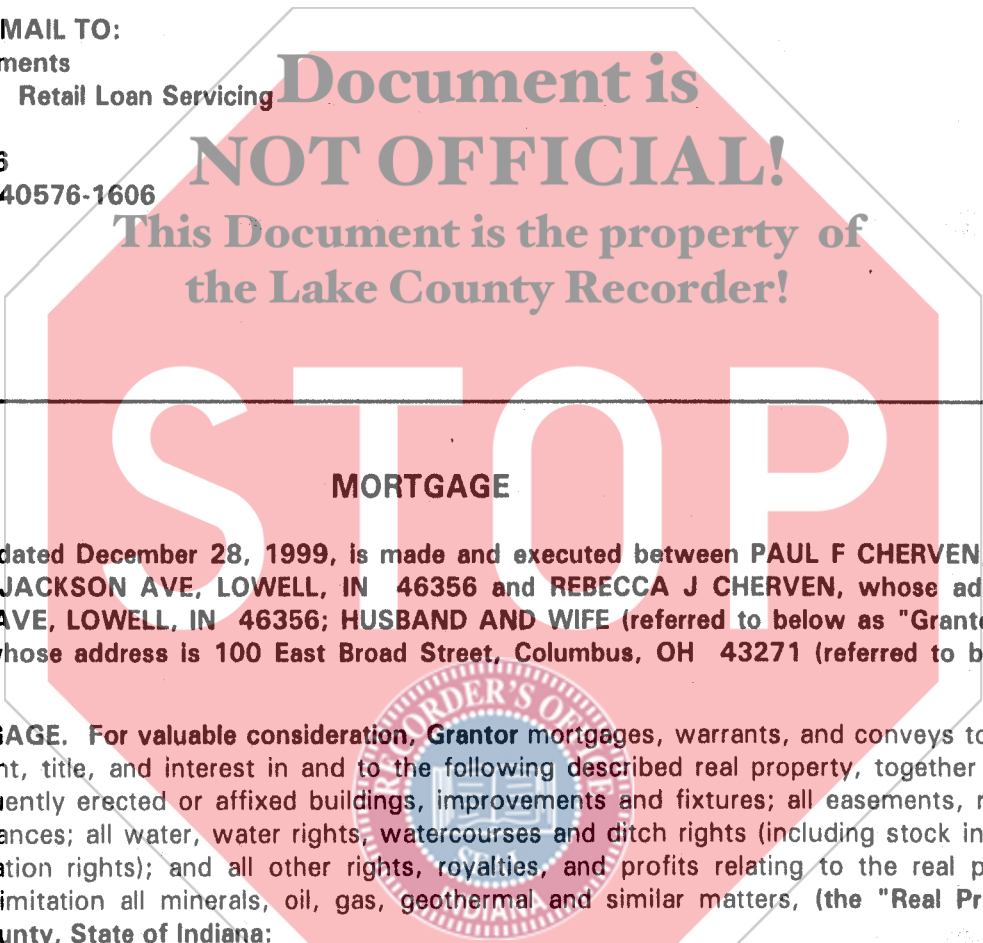 MAIL TO:
ments
Retail Loan Servicing
Document is
NOT OFFICIAL!
6
40576-1606
This Document is the property of
the Lake County Recorder!
STOP
MORTGAGE
dated December 28, 1999, is made and executed between PAUL F CHERVEN
JACKSON AVE, LOWELL, IN 46356 and REBECCA J CHERVEN, whose ad
AVE, LOWELL, IN 46356; HUSBAND AND WIFE (referred to below as "Grant
hose address is 100 East Broad Street, Columbus, OH 43271 (referred to b
GAGE. For valuable consideration, Grantor mortgages, warrants, and conveys to
nt, title, and interest in and to the following described real property, together
uently erected or affixed buildings, improvements and fixtures; all easements, r
ances; all water, water rights, watercourses and ditch rights (including stock in
ation rights); and all other rights, royalties, and profits relating to the real p
imitation all minerals, oil, gas, geothermal and similar matters, (the "Real Pr
unty, State of Indiana:
RECORDER'S OFFICE
SEAL
INDIANA